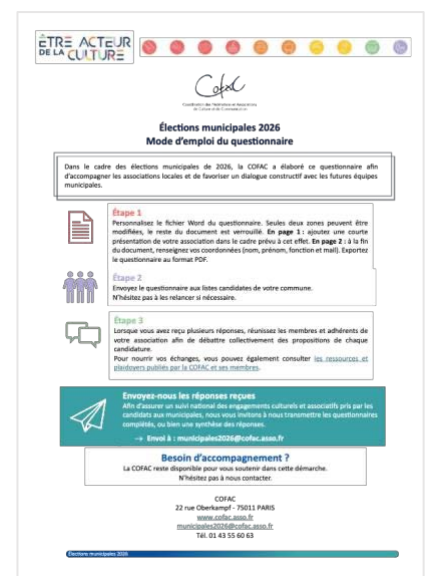 ÊTRE ACTEUR
DE LA CULTURE
Cofac
Coordination des Fédérations et Associations
de Culture et de Communication
Élections municipales 2026
Mode d'emploi du questionnaire
Dans le cadre des élections municipales de 2026, la COFAC a élaboré ce questionnaire afin
d'accompagner les associations locales et de favoriser un dialogue constructif avec les futures équipes
municipales.
Étape 1
Personnalisez le fichier Word du questionnaire. Seules deux zones peuvent être
modifiées, le reste du document est verrouillé. En page 1 : ajoutez une courte
présentation de votre association dans le cadre prévu à cet effet. En page 2 : à la fin
du document, renseignez vos coordonnées (nom, prénom, fonction et mail). Exportez
le questionnaire au format PDF.
Étape 2
Envoyez le questionnaire aux listes candidates de votre commune.
N'hésitez pas à les relancer si nécessaire.
Étape 3
Lorsque vous avez reçu plusieurs réponses, réunissez les membres et adhérents de
votre association afin de débattre collectivement des propositions de chaque
candidature.
Pour nourrir vos échanges, vous pouvez également consulter les ressources et
plaidoyers publiés par la COFAC et ses membres.
Envoyez-nous les réponses reçues
Afin d'assurer un suivi national des engagements culturels et associatifs pris par les
candidats aux municipales, nous vous invitons à nous transmettre les questionnaires
complétés, ou bien une synthèse des réponses.
→ Envoi à : municipales2026@cofac.asso.fr
Besoin d'accompagnement ?
La COFAC reste disponible pour vous soutenir dans cette démarche.
N'hésitez pas à nous contacter.
COFAC
22 rue Oberkampf - 75011 PARIS
www.cofac.asso.fr
municipales2026@cofac.asso.fr
Tél. 01 43 55 60 63
Élections municipales 2026